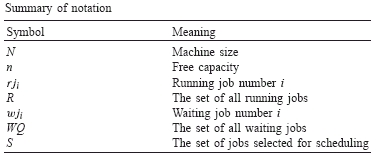 Summary of notation
Symbol Meaning
N Machine size
n Free capacity
rj_i Running job number i
R The set of all running jobs
wj_i Waiting job number i
WQ The set of all waiting jobs
S The set of jobs selected for scheduling